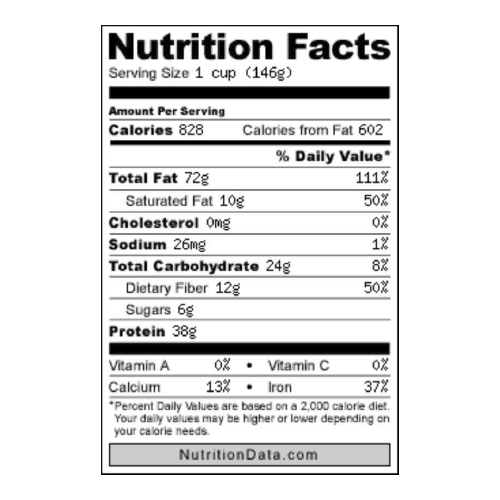 Nutrition Facts
Serving Size 1 cup (146g)
Amount Per Serving
Calories 828 Calories from Fat 602
% Daily Value*
Total Fat 72g 111%
Saturated Fat 10g 50%
Cholesterol 0mg 0%
Sodium 26mg 1%
Total Carbohydrate 24g 8%
Dietary Fiber 12g 50%
Sugars 6g
Protein 38g
Vitamin A 0% • Vitamin C 0%
Calcium 13% • Iron 37%
*Percent Daily Values are based on a 2,000 calorie diet.
Your daily values may be higher or lower depending on
your calorie needs.
NutritionData.com